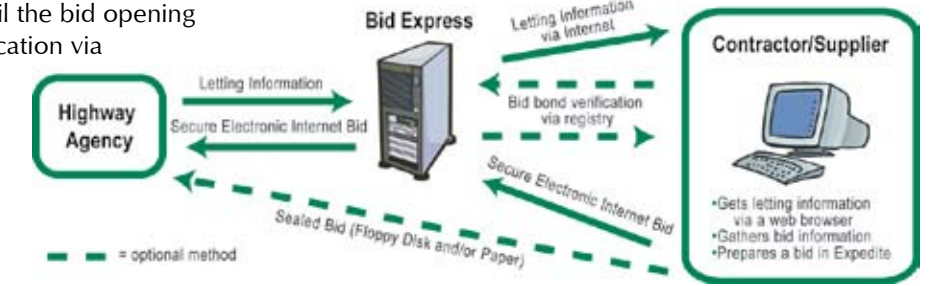 il the bid opening
cation via
Bid Express
Letting Information
via Internet
Contractor/Supplier
Highway
Agency
Letting Information
Secure Electronic Internet Bid
Bid bond verification
via registry
Secure Electronic Internet Bid
Sealed Bid (Floppy Disk and/or Paper)
•Gets letting information
via a web browser
•Gathers bid information
•Prepares a bid in Expedite
= optional method